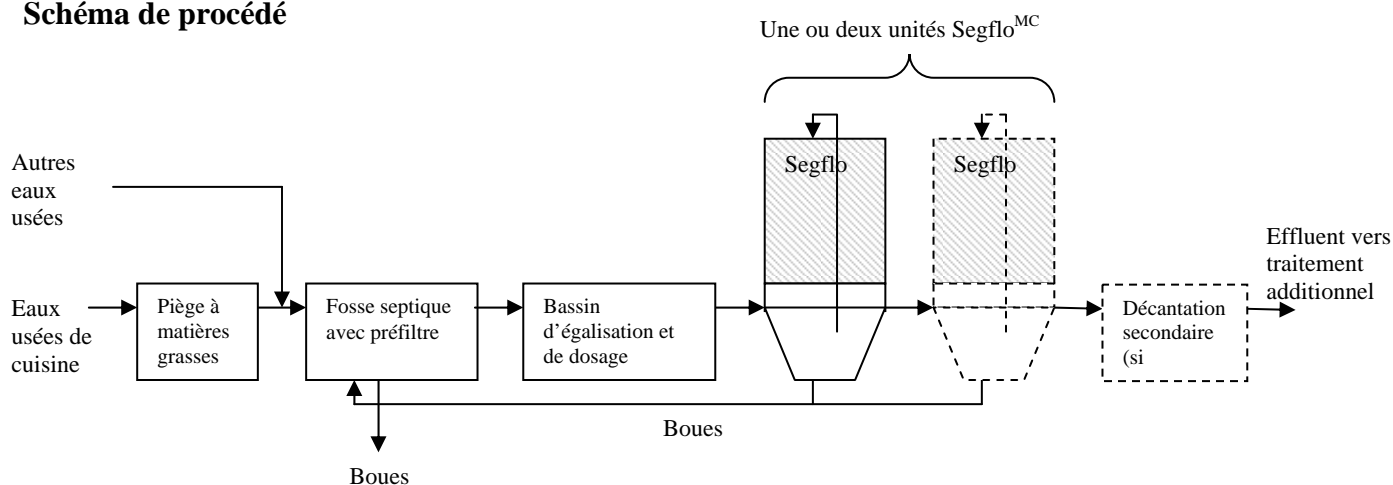 Schéma de procédé
Une ou deux unités Segflo^MC
Autres
eaux
usées
Eaux
usées de
cuisine
Piège à
matières
grasses
Fosse septique
avec préfiltre
Bassin
d'égalisation et
de dosage
Segflo
Segflo
Décantation
secondaire
(si
Effluent vers
traitement
additionnel
Boues
Boues